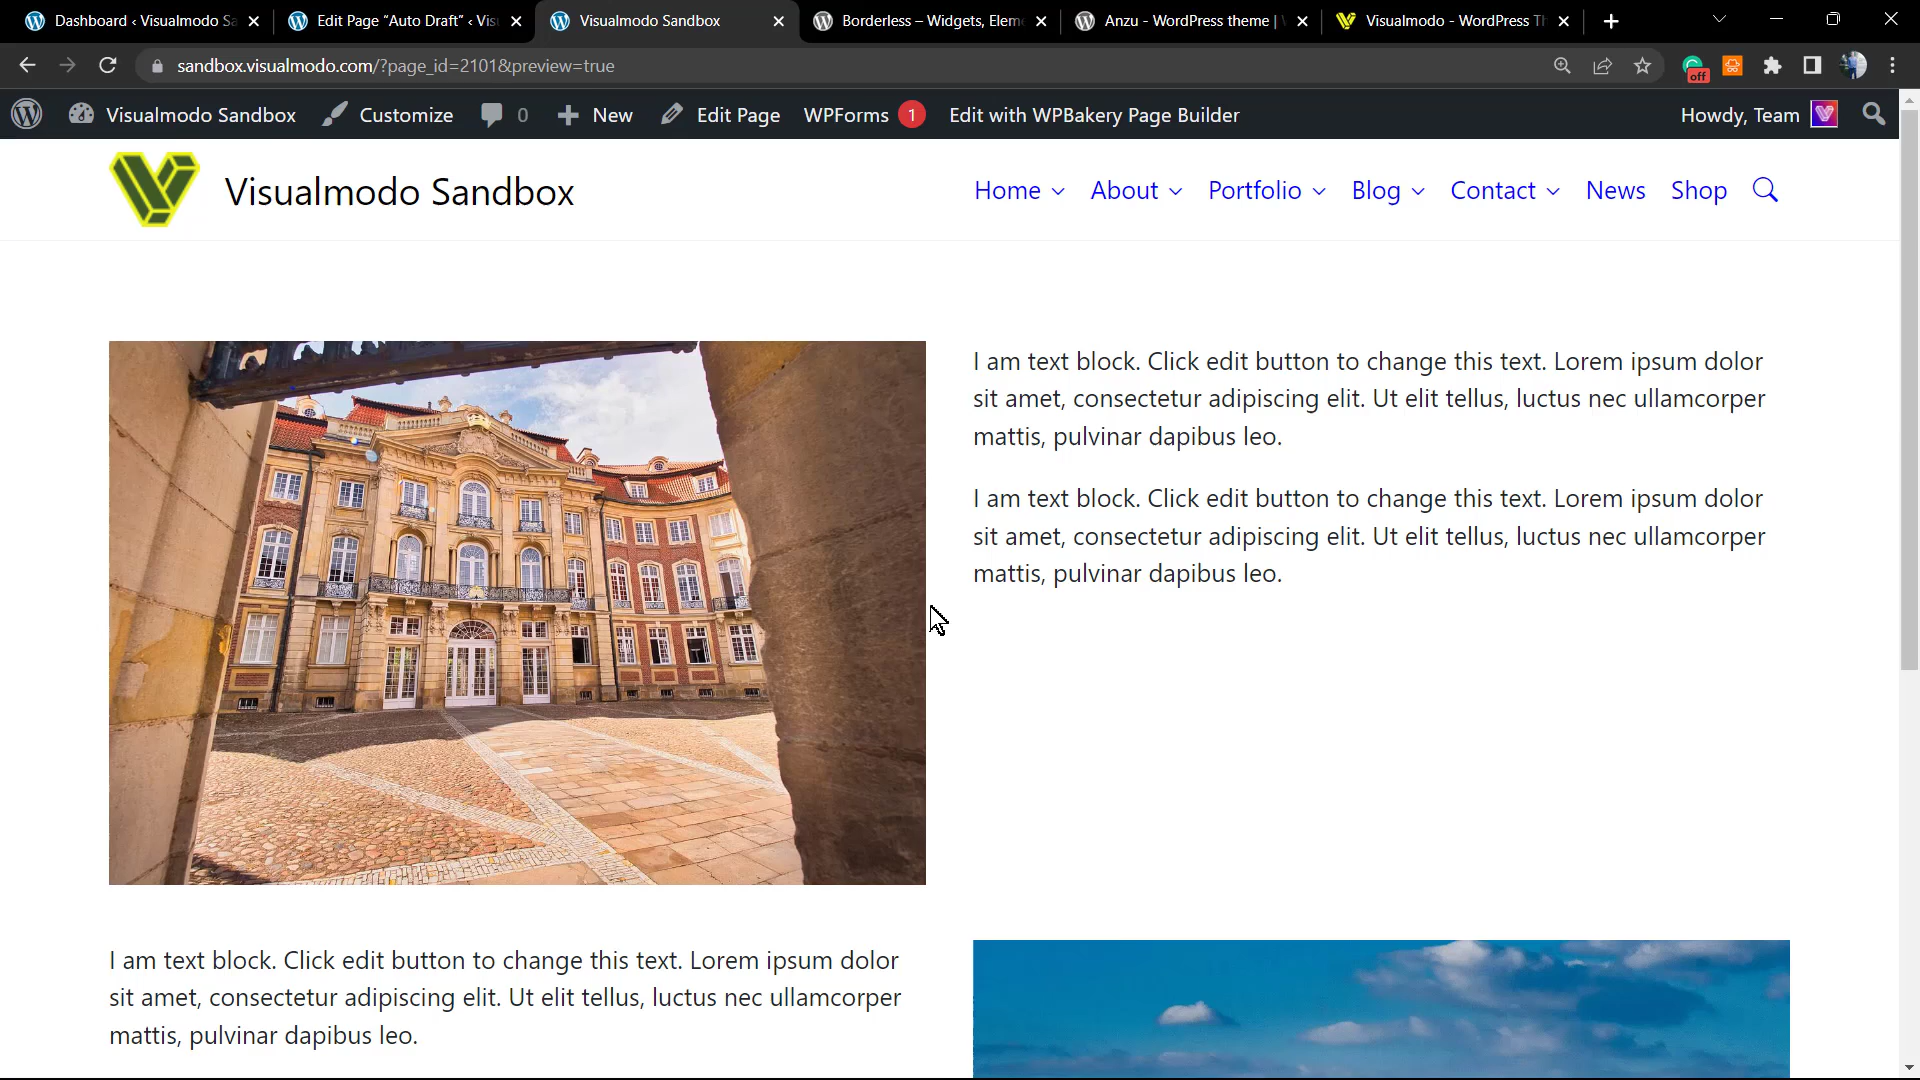 Dashboard ‹ Visualmodo Sa
Edit Page “Auto Draft” ‹ Vis
Visualmodo Sandbox
Borderless – Widgets, Elem
Anzu - WordPress theme |
Visualmodo - WordPress Th
sandbox.visualmodo.com/?page_id=2101&preview=true
off
Visualmodo Sandbox
Customize
0
New
Edit Page
WPForms 1
Edit with WPBakery Page Builder
Howdy, Team
Visualmodo Sandbox
Home
About
Portfolio
Blog
Contact
News
Shop
I am text block. Click edit button to change this text. Lorem ipsum dolor
sit amet, consectetur adipiscing elit. Ut elit tellus, luctus nec ullamcorper
mattis, pulvinar dapibus leo.
I am text block. Click edit button to change this text. Lorem ipsum dolor
sit amet, consectetur adipiscing elit. Ut elit tellus, luctus nec ullamcorper
mattis, pulvinar dapibus leo.
I am text block. Click edit button to change this text. Lorem ipsum dolor
sit amet, consectetur adipiscing elit. Ut elit tellus, luctus nec ullamcorper
mattis, pulvinar dapibus leo.